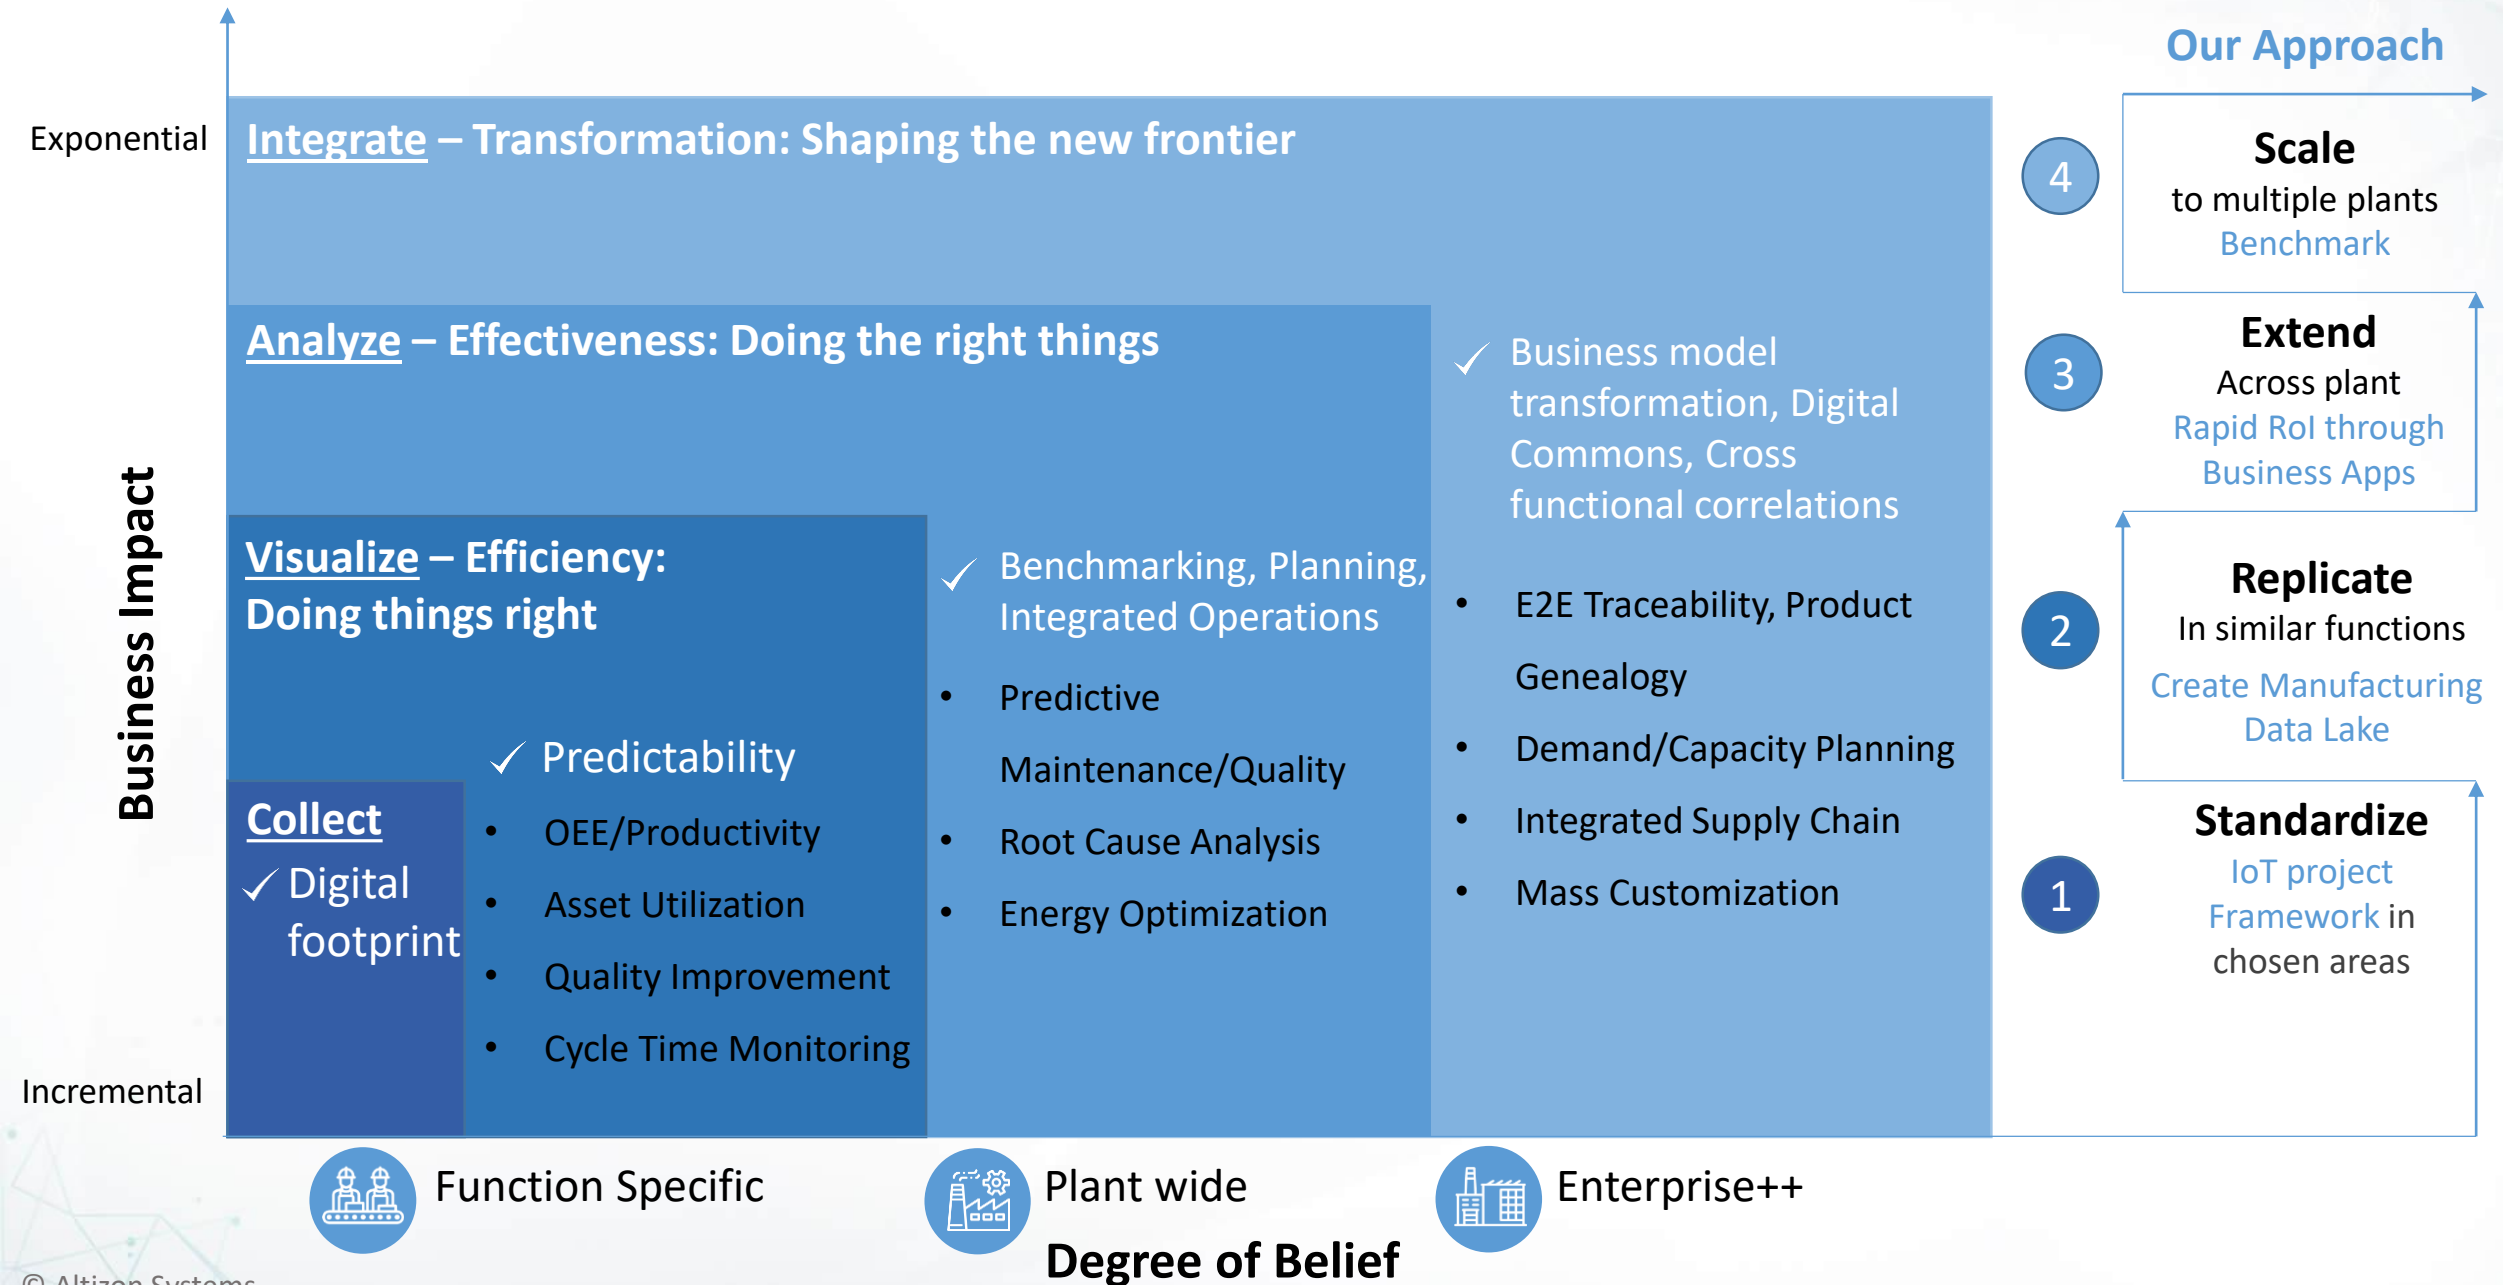 Our Approach
Exponential
Integrate – Transformation: Shaping the new frontier
4
Scale
to multiple plants
Benchmark
Analyze – Effectiveness: Doing the right things
✓ Business model
transformation, Digital
Commons, Cross
functional correlations
• E2E Traceability, Product
Genealogy
• Demand/Capacity Planning
• Integrated Supply Chain
• Mass Customization
3
Extend
Across plant
Rapid RoI through
Business Apps
Business Impact
Visualize – Efficiency:
Doing things right
✓ Predictability
• OEE/Productivity
• Asset Utilization
• Quality Improvement
• Cycle Time Monitoring
✓ Benchmarking, Planning,
Integrated Operations
• Predictive
Maintenance/Quality
• Root Cause Analysis
• Energy Optimization
2
Replicate
In similar functions
Create Manufacturing
Data Lake
Collect
✓ Digital
footprint
1
Standardize
IoT project
Framework in
chosen areas
Incremental
Function Specific
Plant wide
Enterprise++
Degree of Belief
© Altizon Systems